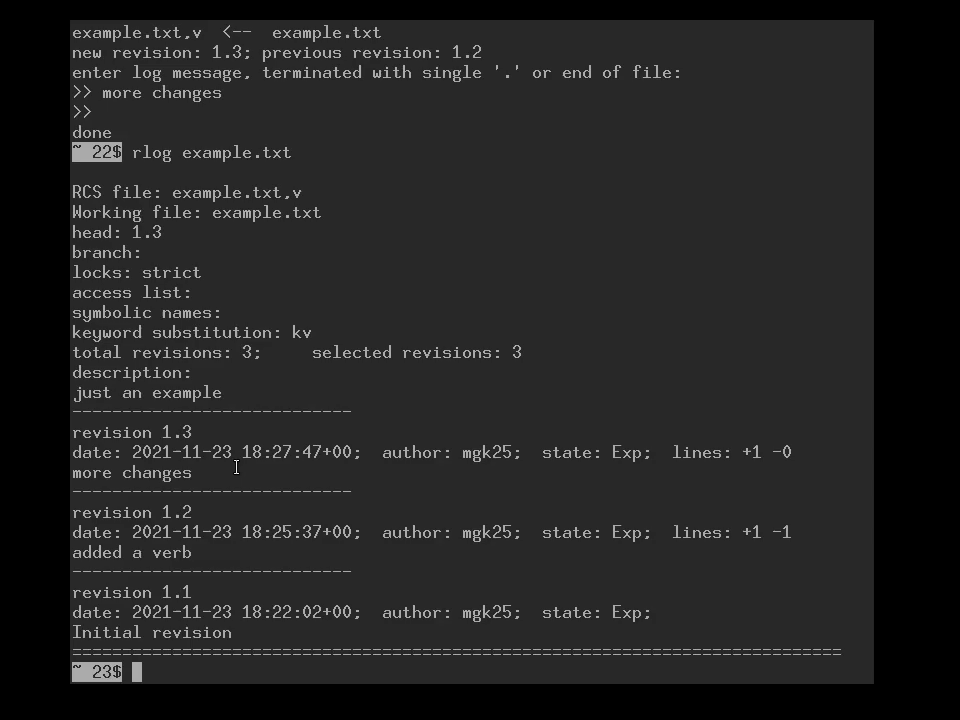 example.txt,v  <--  example.txt
new revision: 1.3; previous revision: 1.2
enter log message, terminated with single '.' or end of file:
>> more changes
>>
done
~ 22$ rlog example.txt

RCS file: example.txt,v
Working file: example.txt
head: 1.3
branch:
locks: strict
access list:
symbolic names:
keyword substitution: kv
total revisions: 3;     selected revisions: 3
description:
just an example
----------------------------
revision 1.3
date: 2021-11-23 18:27:47+00;  author: mgk25;  state: Exp;  lines: +1 -0
more changes
----------------------------
revision 1.2
date: 2021-11-23 18:25:37+00;  author: mgk25;  state: Exp;  lines: +1 -1
added a verb
----------------------------
revision 1.1
date: 2021-11-23 18:22:02+00;  author: mgk25;  state: Exp;
Initial revision
=============================================================================
~ 23$